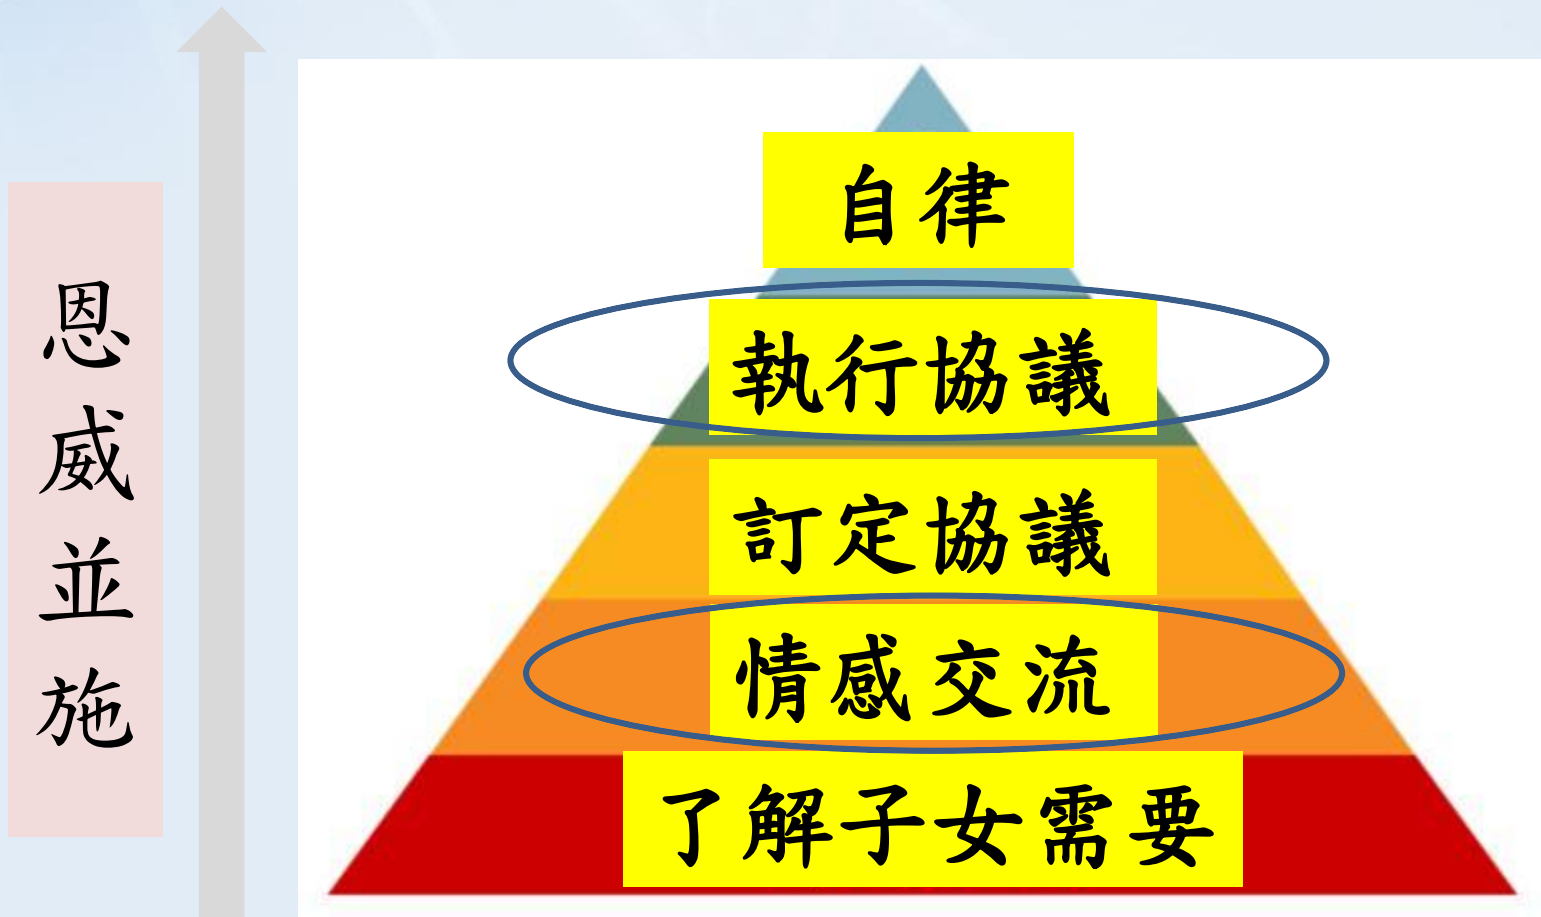 恩威並施
自律
執行協議
訂定協議
情感交流
了解子女需要